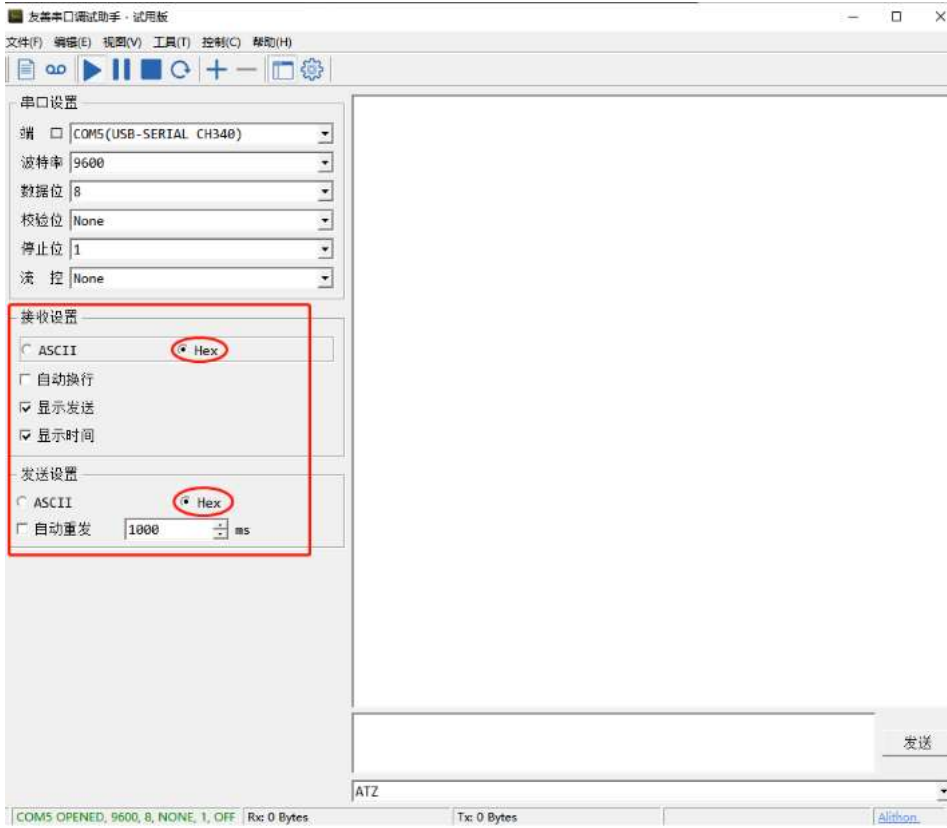 友善串口调试助手 - 试用版
文件(F) 编辑(E) 视图(V) 工具(T) 控制(C) 帮助(H)
串口设置
端 口 COM5(USB-SERIAL CH340)
波特率 9600
数据位 8
校验位 None
停止位 1
流 控 None
接收设置
ASCII Hex
自动换行
显示发送
显示时间
发送设置
ASCII Hex
自动重发 1000 ms
发送
ATZ
COM5 OPENED, 9600, 8, NONE, 1, OFF Rx: 0 Bytes Tx: 0 Bytes Alithon